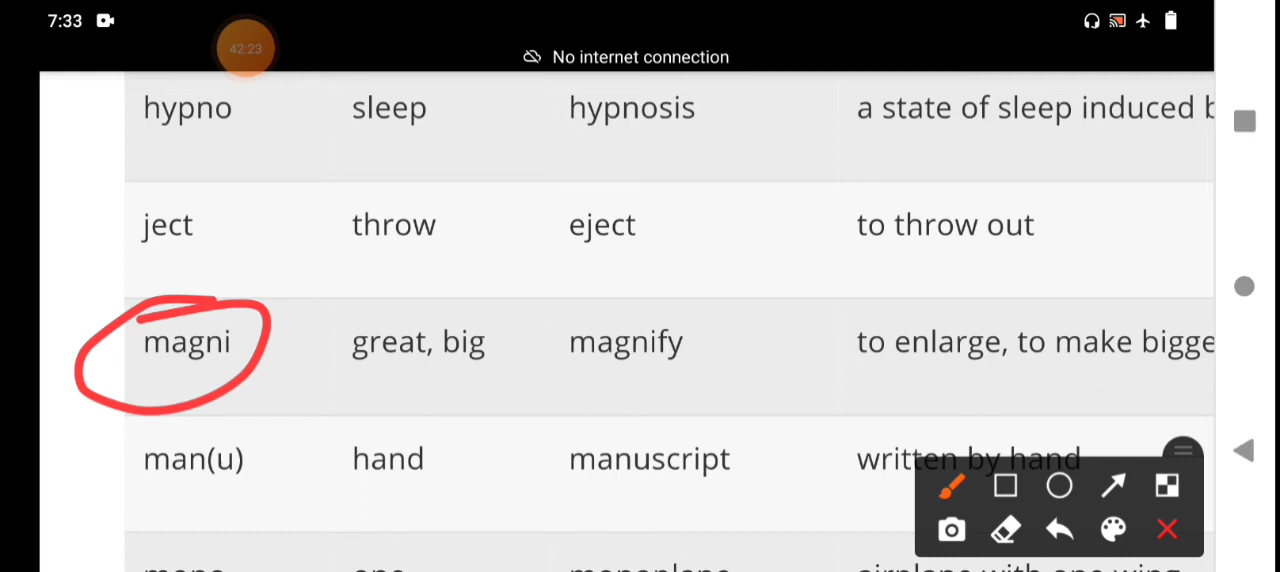 7:33
42:23
No internet connection
hypno sleep hypnosis a state of sleep induced
ject throw eject to throw out
magni great, big magnify to enlarge, to make bigge
man(u) hand manuscript written by hand